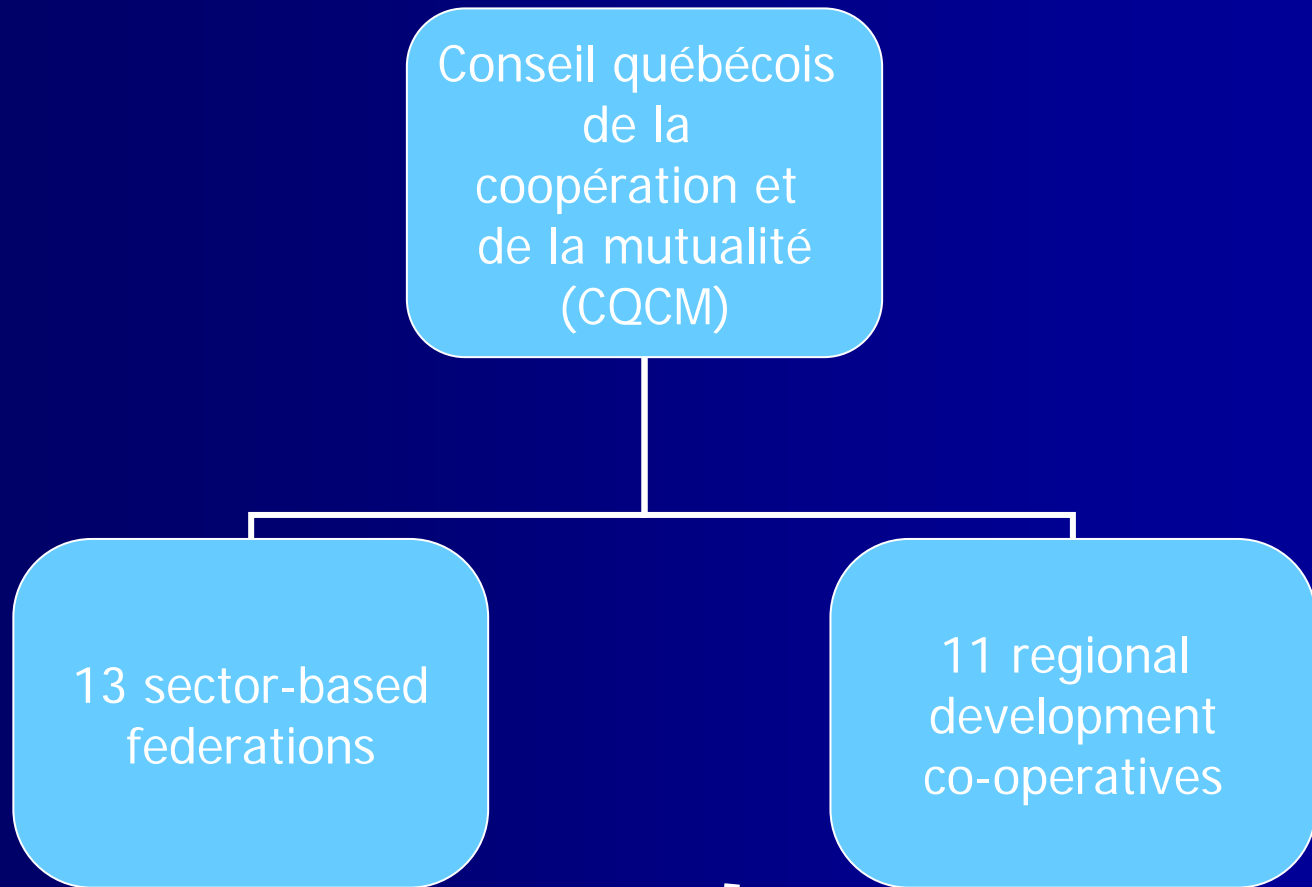 Conseil québécois
de la
coopération et
de la mutualité
(CQCM)
13 sector-based
federations
11 regional
development
co-operatives